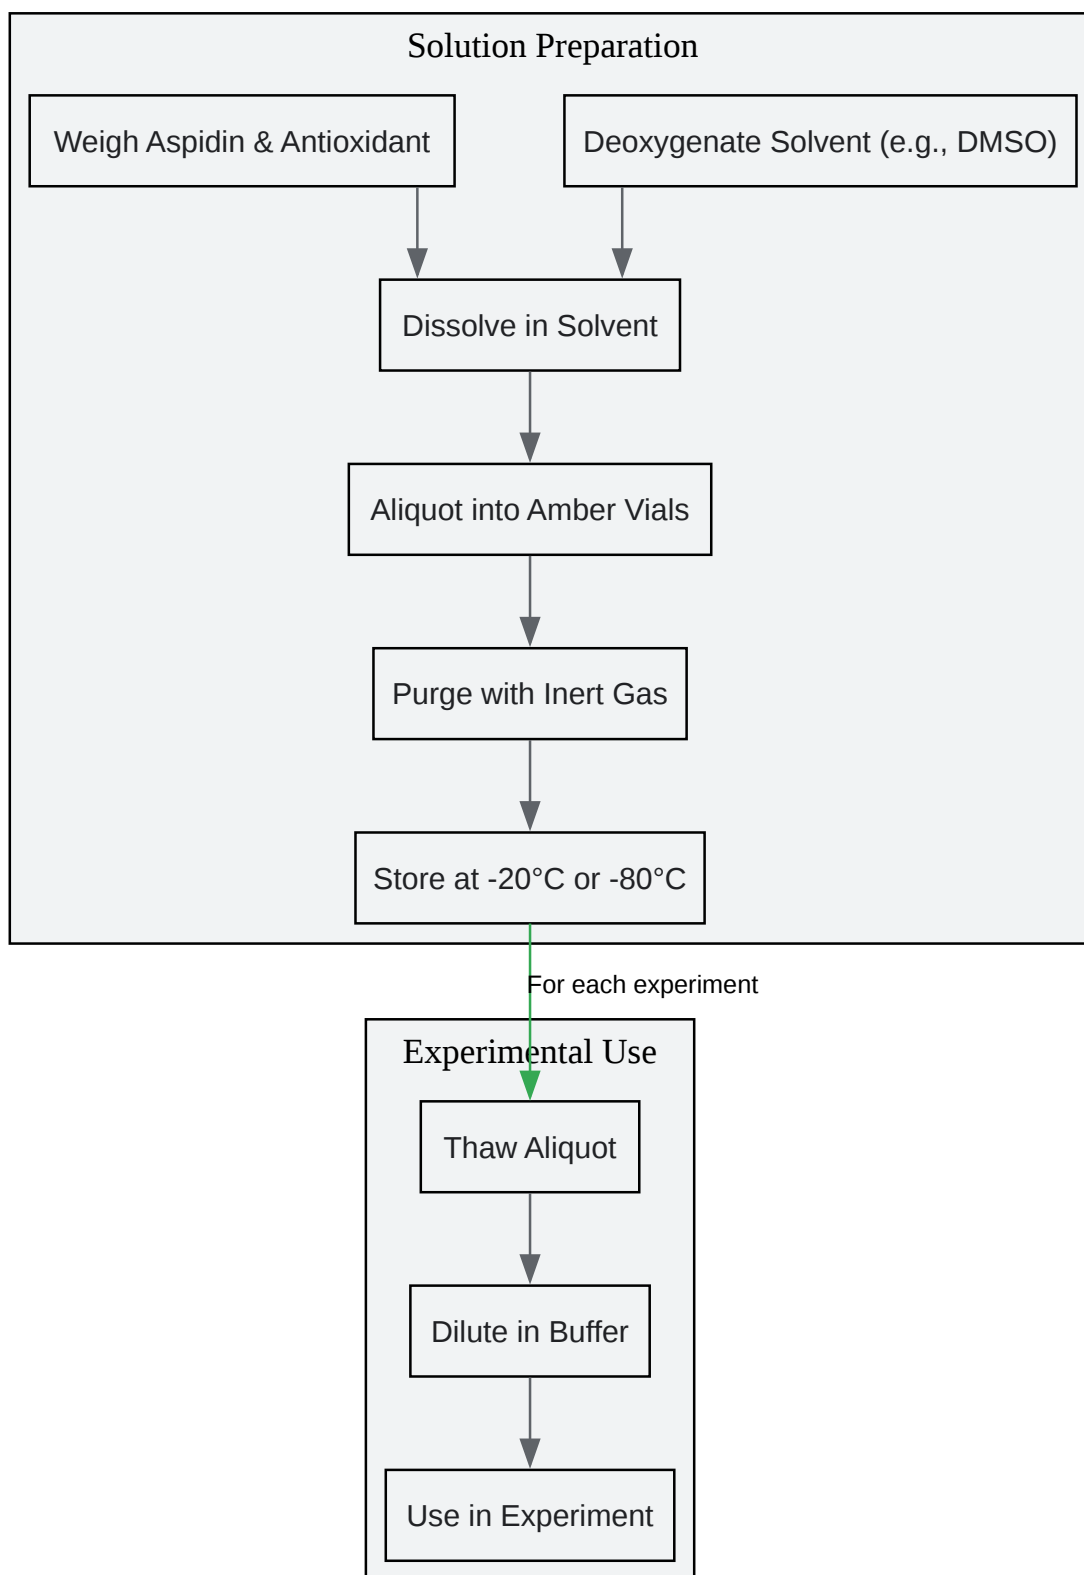 Solution Preparation
Weigh Aspidin & Antioxidant
Deoxygenate Solvent (e.g., DMSO)
Dissolve in Solvent
Aliquot into Amber Vials
Purge with Inert Gas
Store at -20°C or -80°C
For each experiment
Experimental Use
Thaw Aliquot
Dilute in Buffer
Use in Experiment